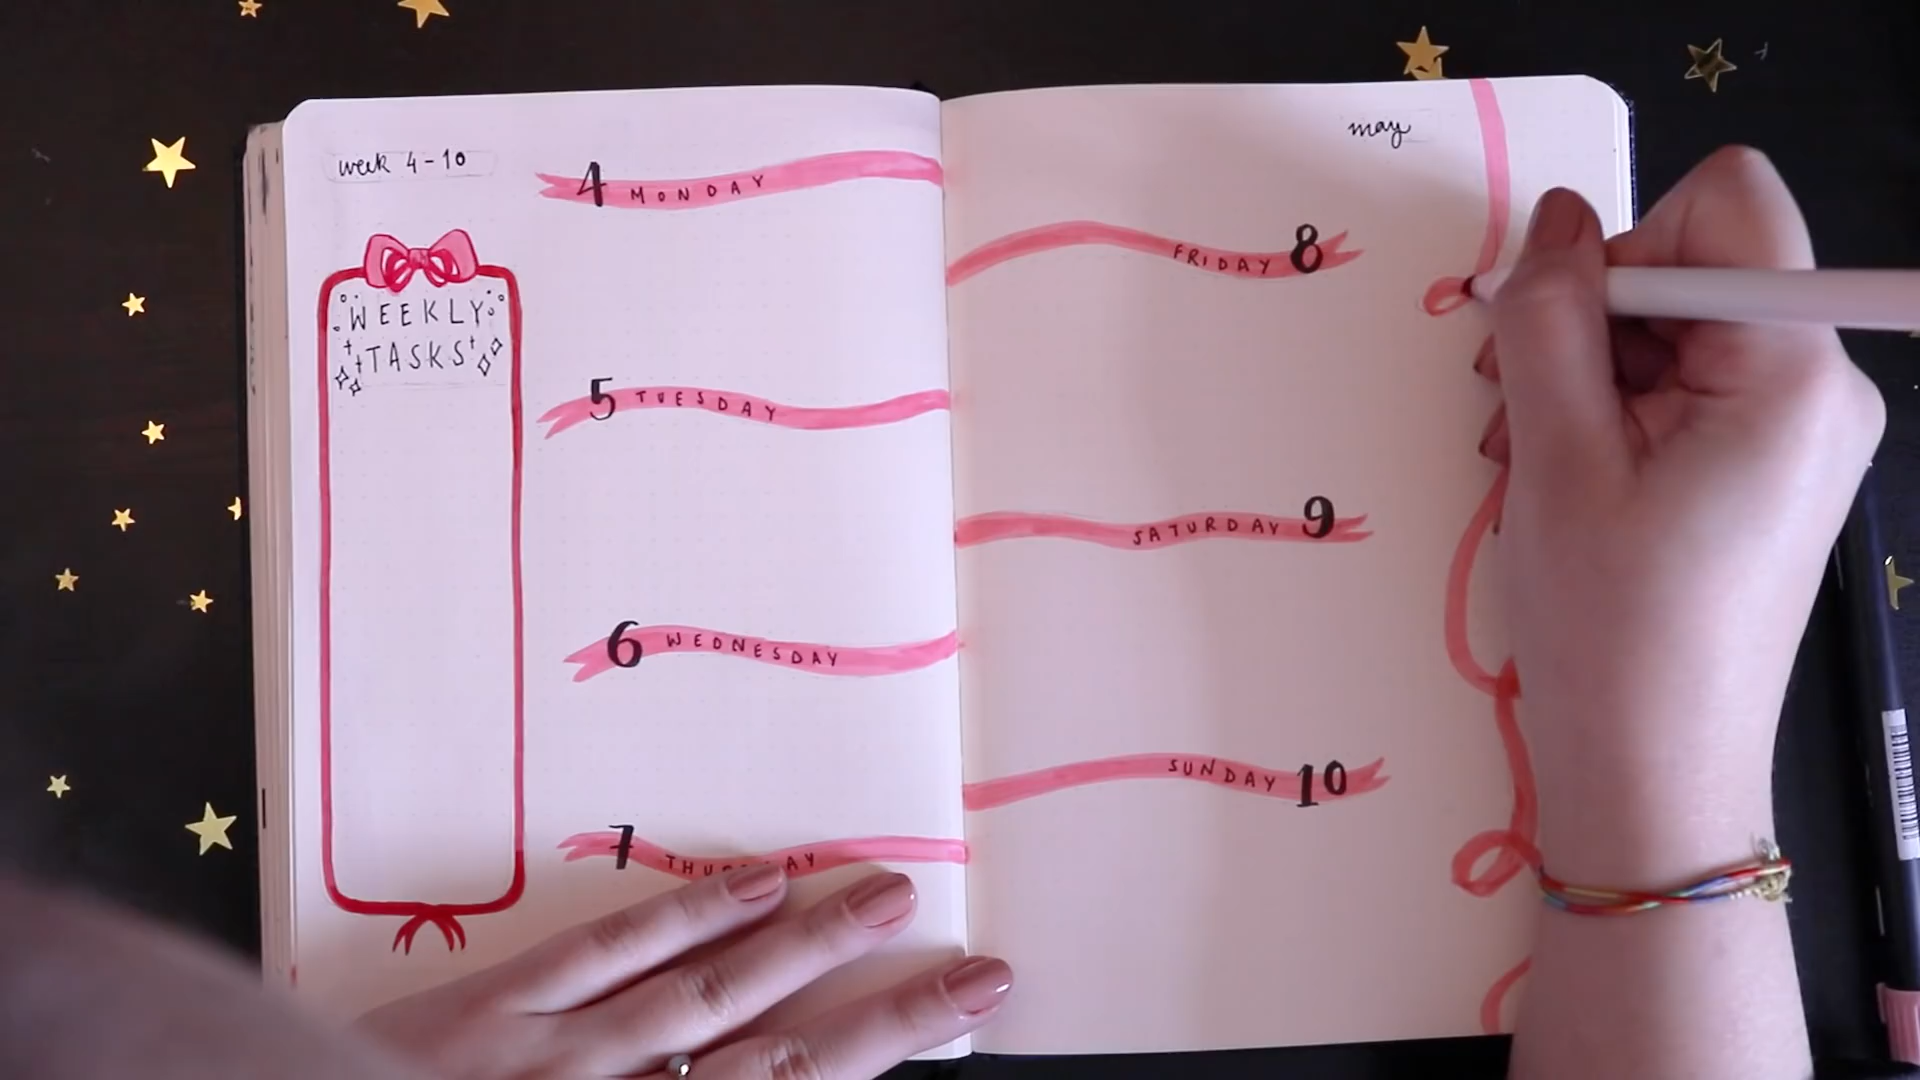 week 4-10
WEEKLY
TASKS
4 MONDAY
5 TUESDAY
6 WEDNESDAY
7
may
FRIDAY 8
SATURDAY 9
SUNDAY 10